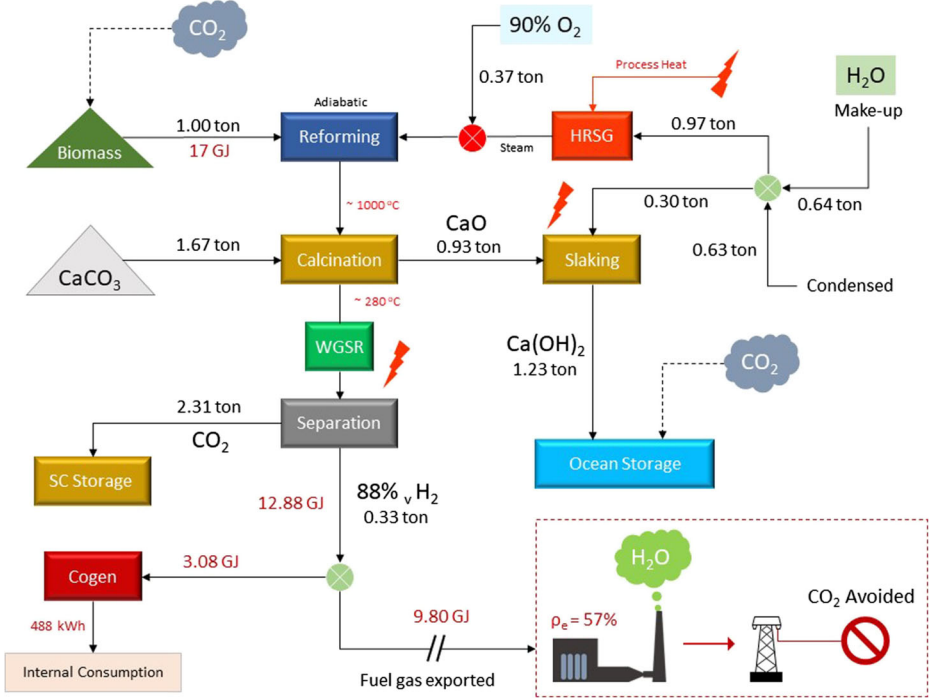 CO2
90% O2
0.37 ton
Process Heat
H2O
Make-up
Adiabatic
1.00 ton
17 GJ
Biomass
Reforming
Steam
HRSG
0.97 ton
0.30 ton
0.64 ton
~ 1000 ºC
CaO
0.93 ton
1.67 ton
CaCO3
Calcination
Slaking
0.63 ton
Condensed
~ 280 ºC
WGSR
Ca(OH)2
1.23 ton
CO2
2.31 ton
CO2
Separation
SC Storage
Ocean Storage
12.88 GJ
88% v H2
0.33 ton
3.08 GJ
Cogen
488 kWh
Internal Consumption
9.80 GJ
Fuel gas exported
H2O
ρe = 57%
CO2 Avoided